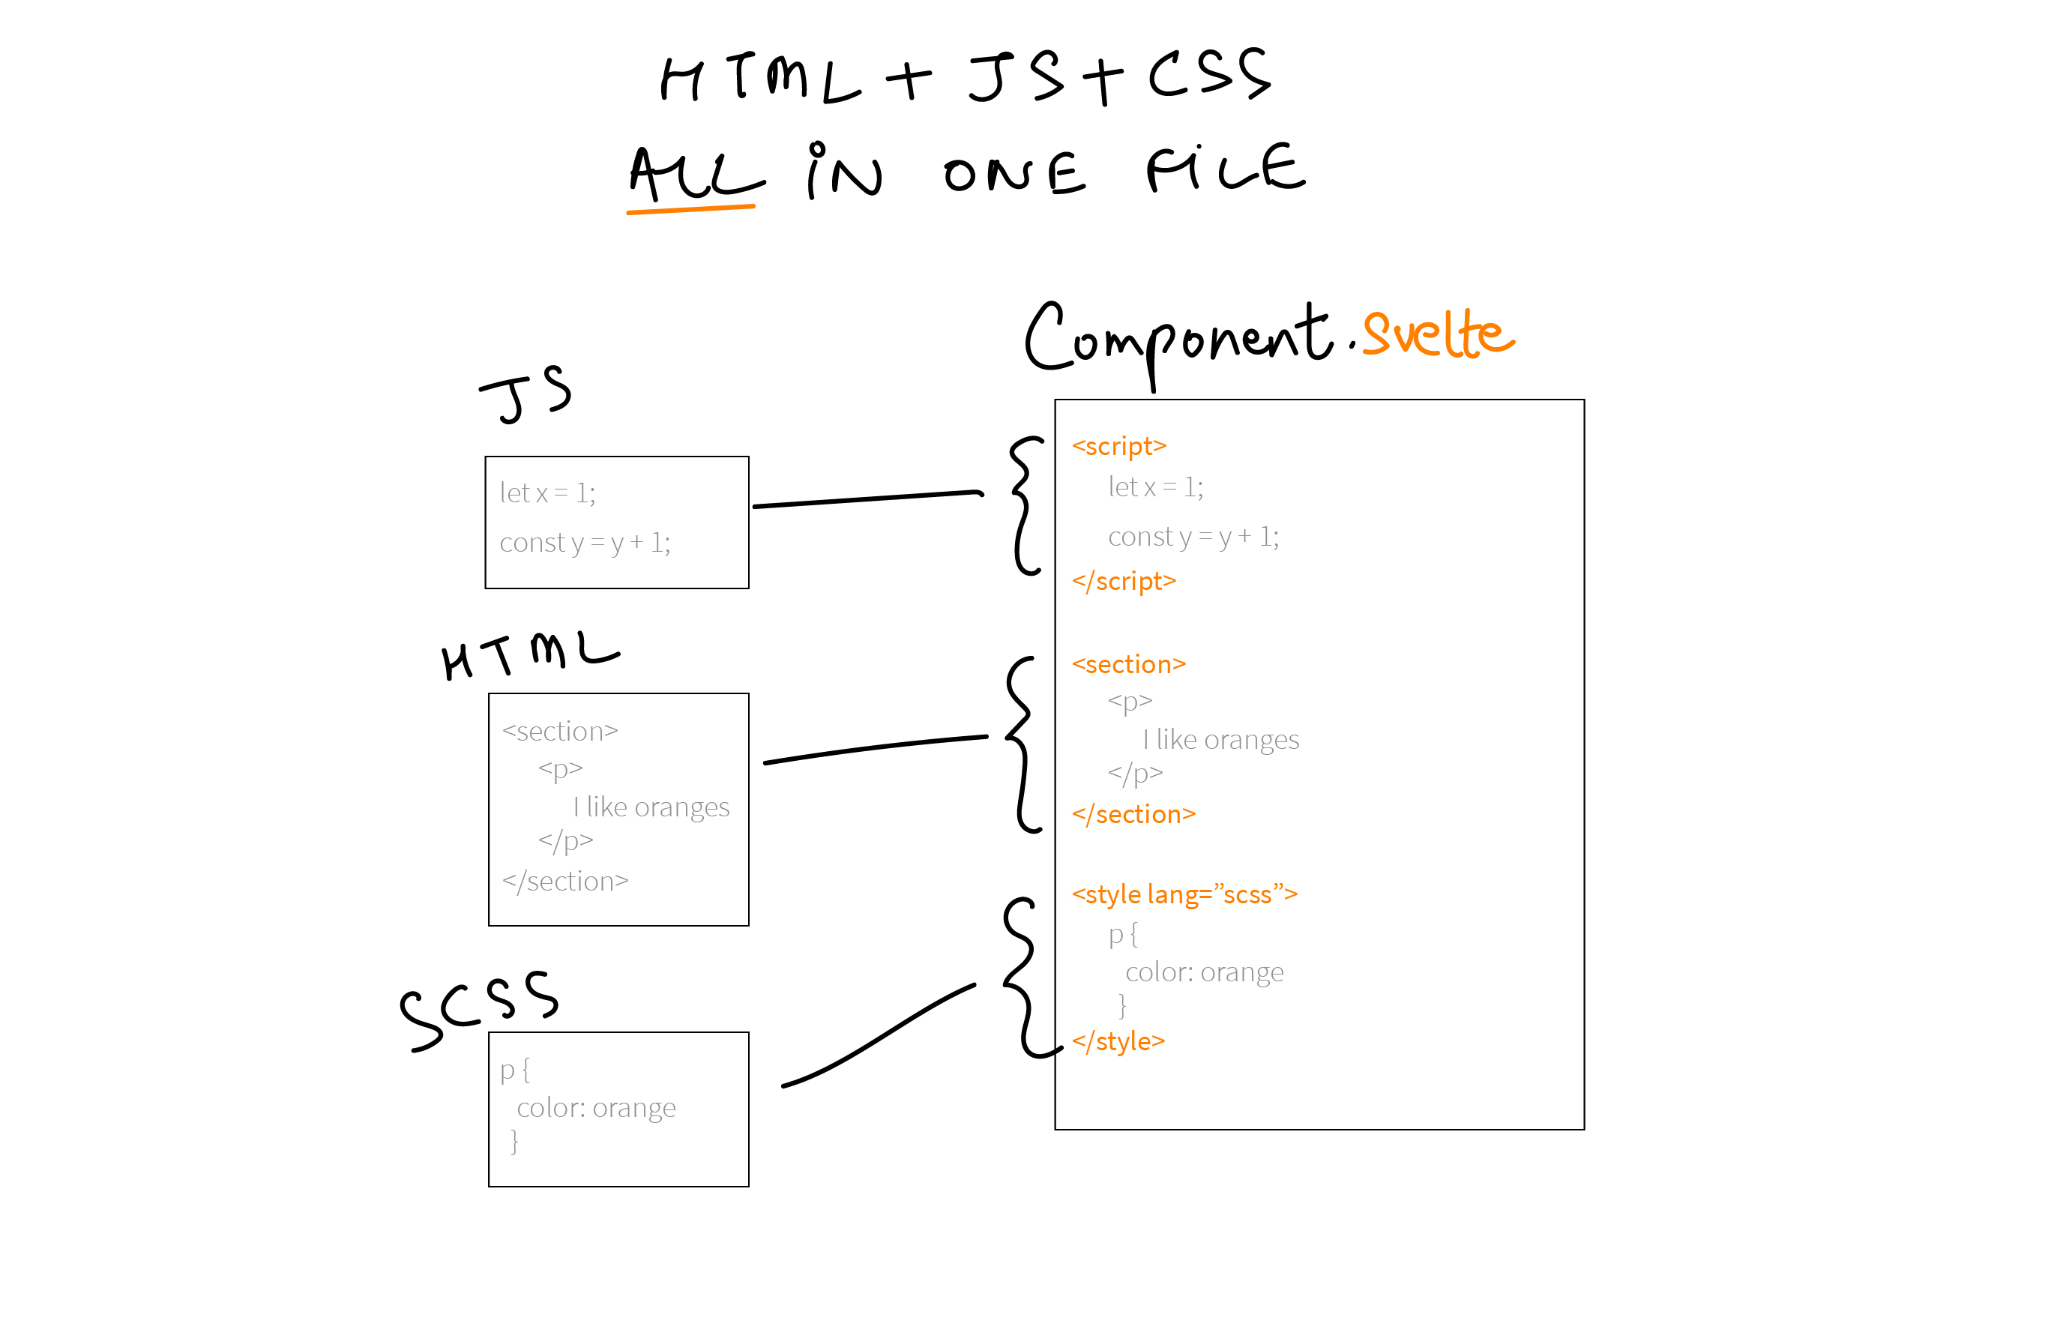 HTML + JS + CSS
ALL IN ONE FILE
JS
let x = 1;
const y = y + 1;
HTML
<section>
<p>
I like oranges
</p>
</section>
SCSS
p {
color: orange
}
Component.svelte
<script>
let x = 1;
const y = y + 1;
</script>
<section>
<p>
I like oranges
</p>
</section>
<style lang=”scss”>
p {
color: orange
}
</style>